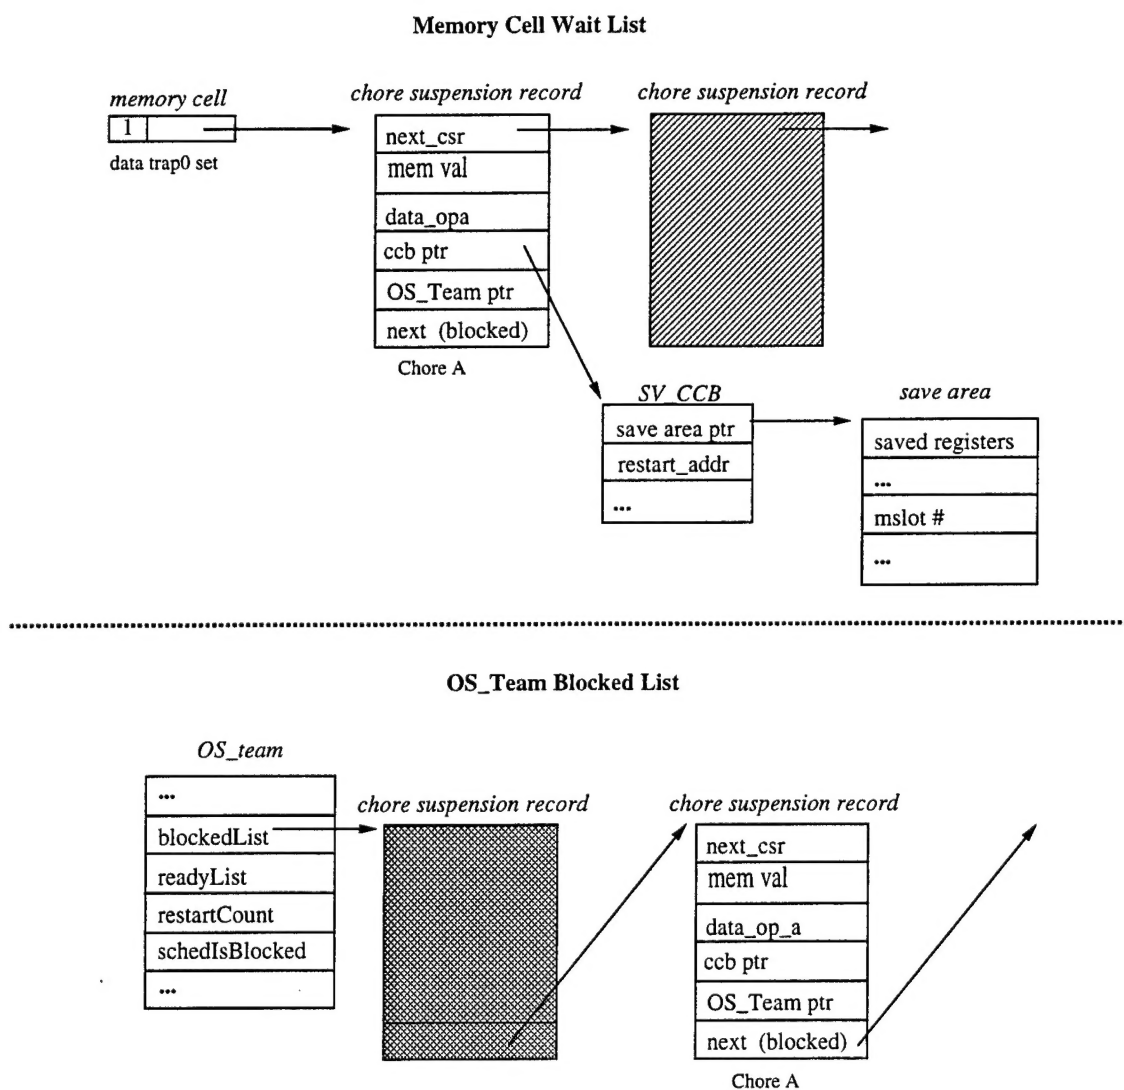 Memory Cell Wait List
memory cell
chore suspension record
chore suspension record
1
data trap0 set
next_csr
mem val
data_opa
ccb ptr
OS_Team ptr
next (blocked)
Chore A
SV_CCB
save area ptr
restart_addr
...
save area
saved registers
...
mslot #
...
OS_Team Blocked List
OS_team
...
blockedList
readyList
restartCount
schedIsBlocked
...
chore suspension record
chore suspension record
next_csr
mem val
data_op_a
ccb ptr
OS_Team ptr
next (blocked)
Chore A